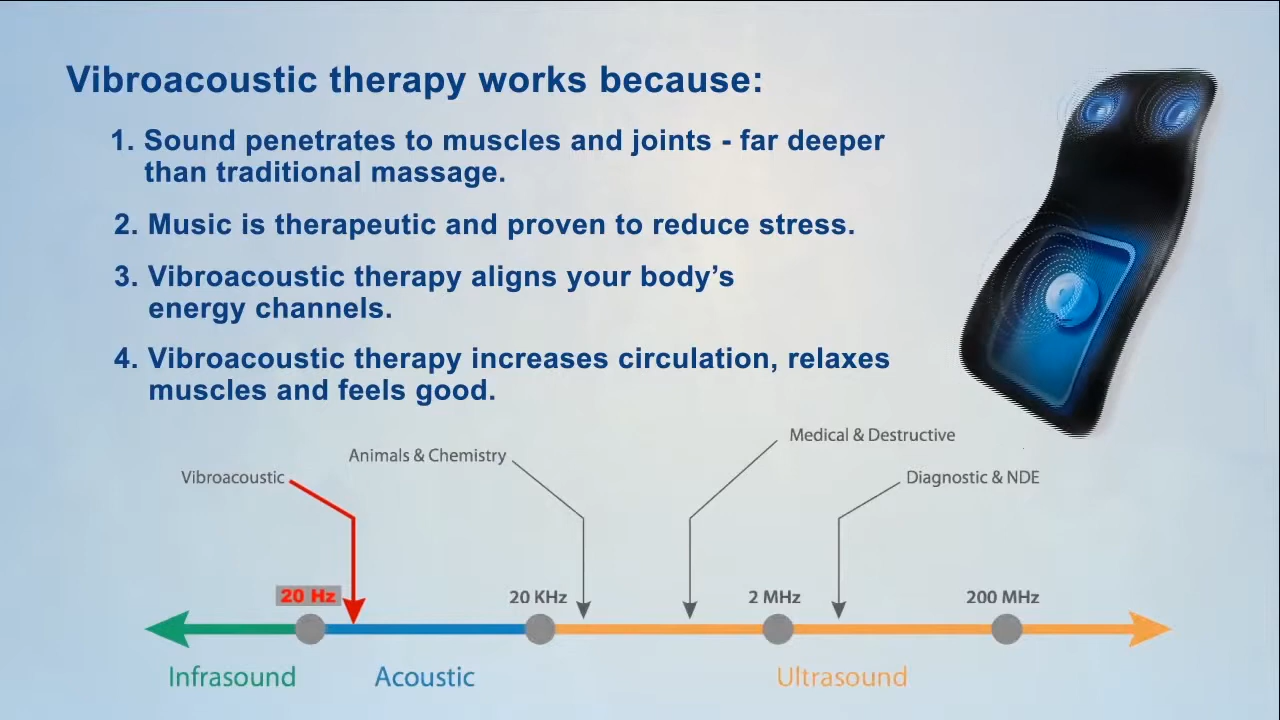 Vibroacoustic therapy works because:
1. Sound penetrates to muscles and joints - far deeper
than traditional massage.
2. Music is therapeutic and proven to reduce stress.
3. Vibroacoustic therapy aligns your body’s
energy channels.
4. Vibroacoustic therapy increases circulation, relaxes
muscles and feels good.
Medical & Destructive
Animals & Chemistry
Vibroacoustic
Diagnostic & NDE
20 Hz
20 KHz
2 MHz
200 MHz
Infrasound
Acoustic
Ultrasound